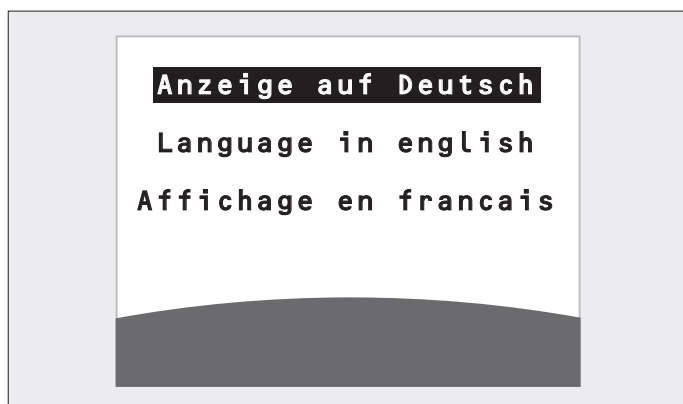 Anzeige auf Deutsch
Language in english
Affichage en francais